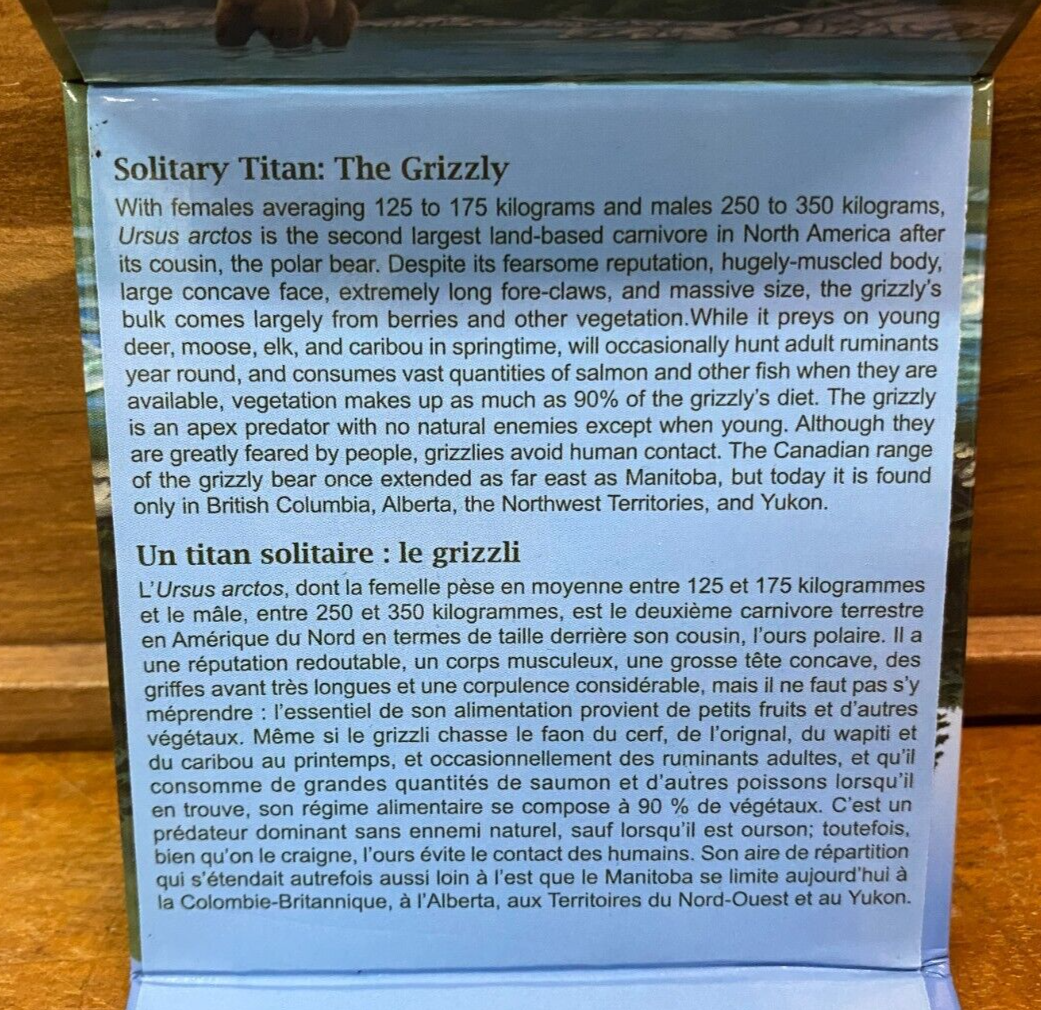 Solitary Titan: The Grizzly
With females averaging 125 to 175 kilograms and males 250 to 350 kilograms,
Ursus arctos is the second largest land-based carnivore in North America after
its cousin, the polar bear. Despite its fearsome reputation, hugely-muscled body,
large concave face, extremely long fore-claws, and massive size, the grizzly's
bulk comes largely from berries and other vegetation.While it preys on young
deer, moose, elk, and caribou in springtime, will occasionally hunt adult ruminants
year round, and consumes vast quantities of salmon and other fish when they are
available, vegetation makes up as much as 90% of the grizzly's diet. The grizzly
is an apex predator with no natural enemies except when young. Although they
are greatly feared by people, grizzlies avoid human contact. The Canadian range
of the grizzly bear once extended as far east as Manitoba, but today it is found
only in British Columbia, Alberta, the Northwest Territories, and Yukon.
Un titan solitaire : le grizzli
L'Ursus arctos, dont la femelle pèse en moyenne entre 125 et 175 kilogrammes
et le mâle, entre 250 et 350 kilogrammes, est le deuxième carnivore terrestre
en Amérique du Nord en termes de taille derrière son cousin, l'ours polaire. Il a
une réputation redoutable, un corps musculeux, une grosse tête concave, des
griffes avant très longues et une corpulence considérable, mais il ne faut pas s'y
méprendre : l'essentiel de son alimentation provient de petits fruits et d'autres
végétaux. Même si le grizzli chasse le faon du cerf, de l'orignal, du wapiti et
du caribou au printemps, et occasionnellement des ruminants adultes, et qu'il
consomme de grandes quantités de saumon et d'autres poissons lorsqu'il
en trouve, son régime alimentaire se compose à 90 % de végétaux. C'est un
prédateur dominant sans ennemi naturel, sauf lorsqu'il est ourson; toutefois,
bien qu'on le craigne, l'ours évite le contact des humains. Son aire de répartition
qui s'étendait autrefois aussi loin à l'est que le Manitoba se limite aujourd'hui à
la Colombie-Britannique, à l'Alberta, aux Territoires du Nord-Ouest et au Yukon.